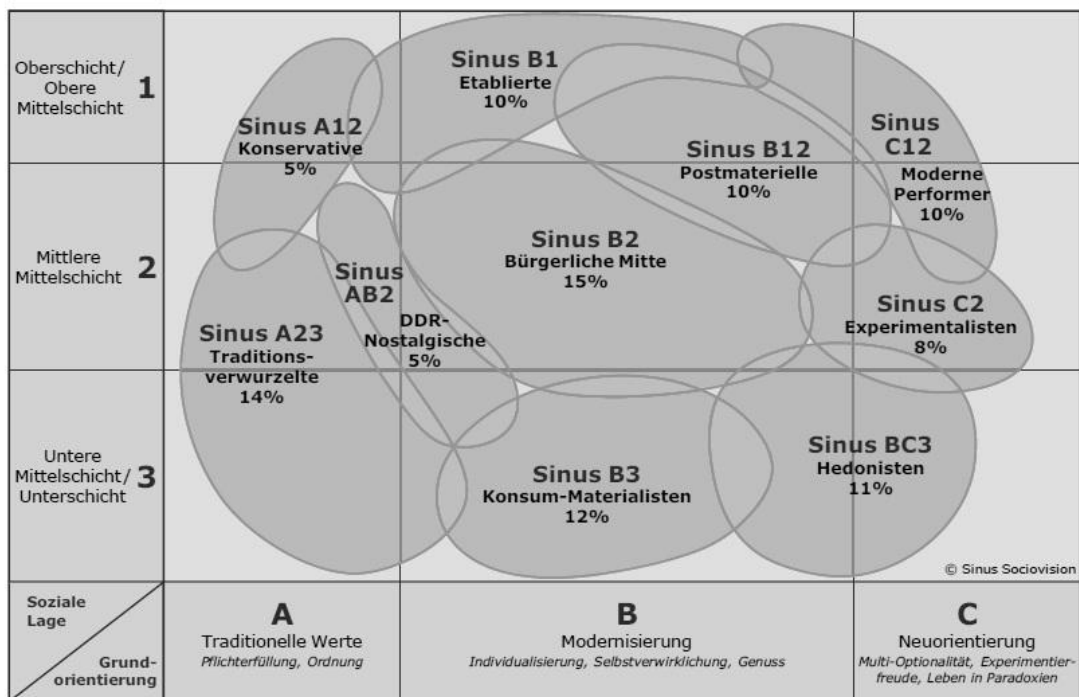 Oberschicht/
Obere
Mittelschicht
1
Sinus B1
Etablierte
10%
Sinus A12
Konservative
5%
Sinus B12
Postmaterielle
10%
Sinus
C12
Moderne
Performer
10%
Mittlere
Mittelschicht
2
Sinus B2
Bürgerliche Mitte
15%
Sinus
AB2
DDR-
Nostalgische
5%
Sinus A23
Traditions-
verwurzelte
14%
Sinus C2
Experimentalisten
8%
Untere
Mittelschicht/
Unterschicht
3
Sinus B3
Konsum-Materialisten
12%
Sinus BC3
Hedonisten
11%
© Sinus Sociovision
Soziale
Lage
Grund-
orientierung
A
Traditionelle Werte
Pflichterfüllung, Ordnung
B
Modernisierung
Individualisierung, Selbstverwirklichung, Genuss
C
Neuorientierung
Multi-Optionalität, Experimentier-
freude, Leben in Paradoxien